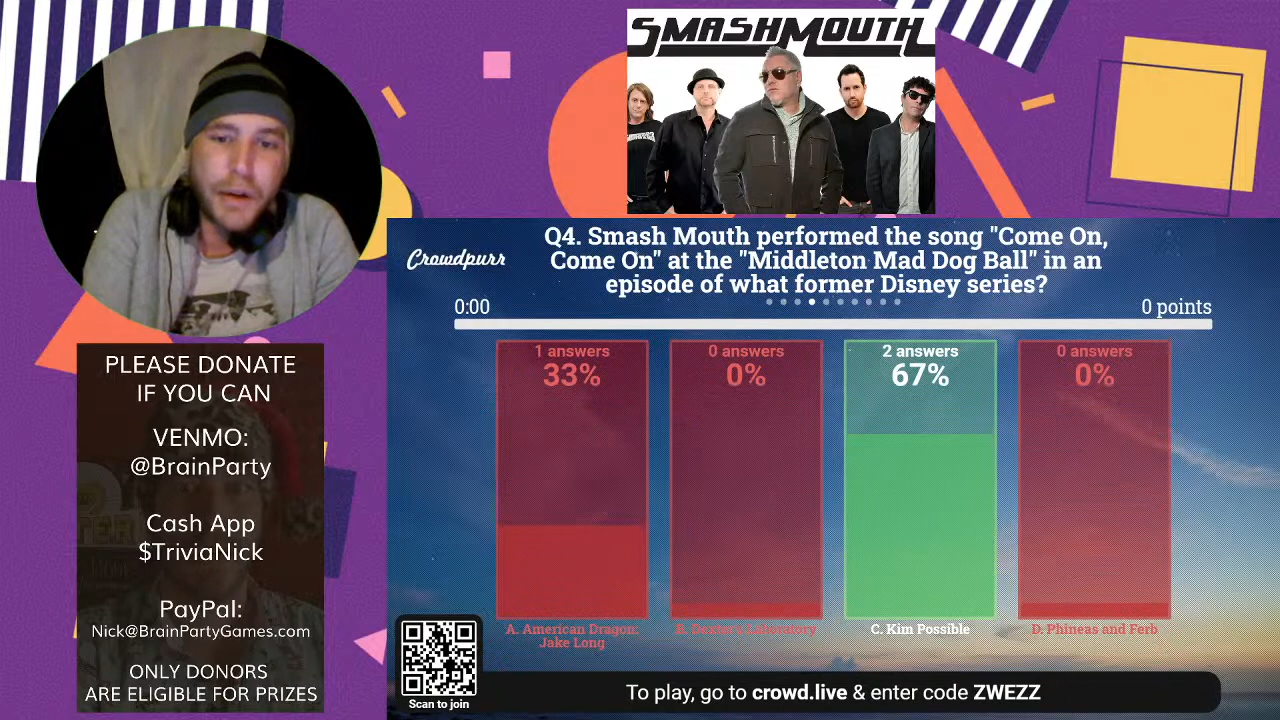 SMASHMOUTH
Crowdpurr
Q4. Smash Mouth performed the song "Come On,
Come On" at the "Middleton Mad Dog Ball" in an
episode of what former Disney series?
0:00
0 points
1 answers
33%
0 answers
0%
2 answers
67%
0 answers
0%
A. American Dragon:
Jake Long
B. Dexter's Laboratory
C. Kim Possible
D. Phineas and Ferb
Scan to join
To play, go to crowd.live & enter code ZWEZZ
PLEASE DONATE
IF YOU CAN
VENMO:
@BrainParty
Cash App
$TriviaNick
PayPal:
Nick@BrainPartyGames.com
ONLY DONORS
ARE ELIGIBLE FOR PRIZES